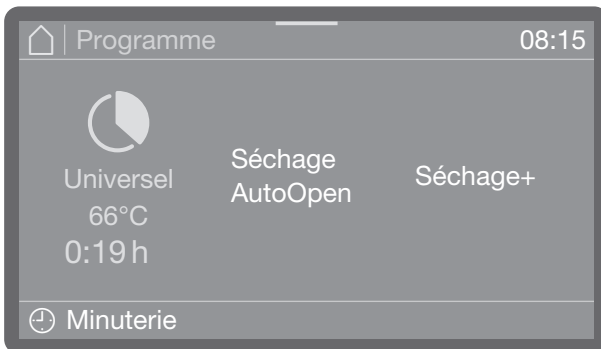 Programme
08:15
Universel
66°C
0:19 h
Séchage
AutoOpen
Séchage+
Minuterie